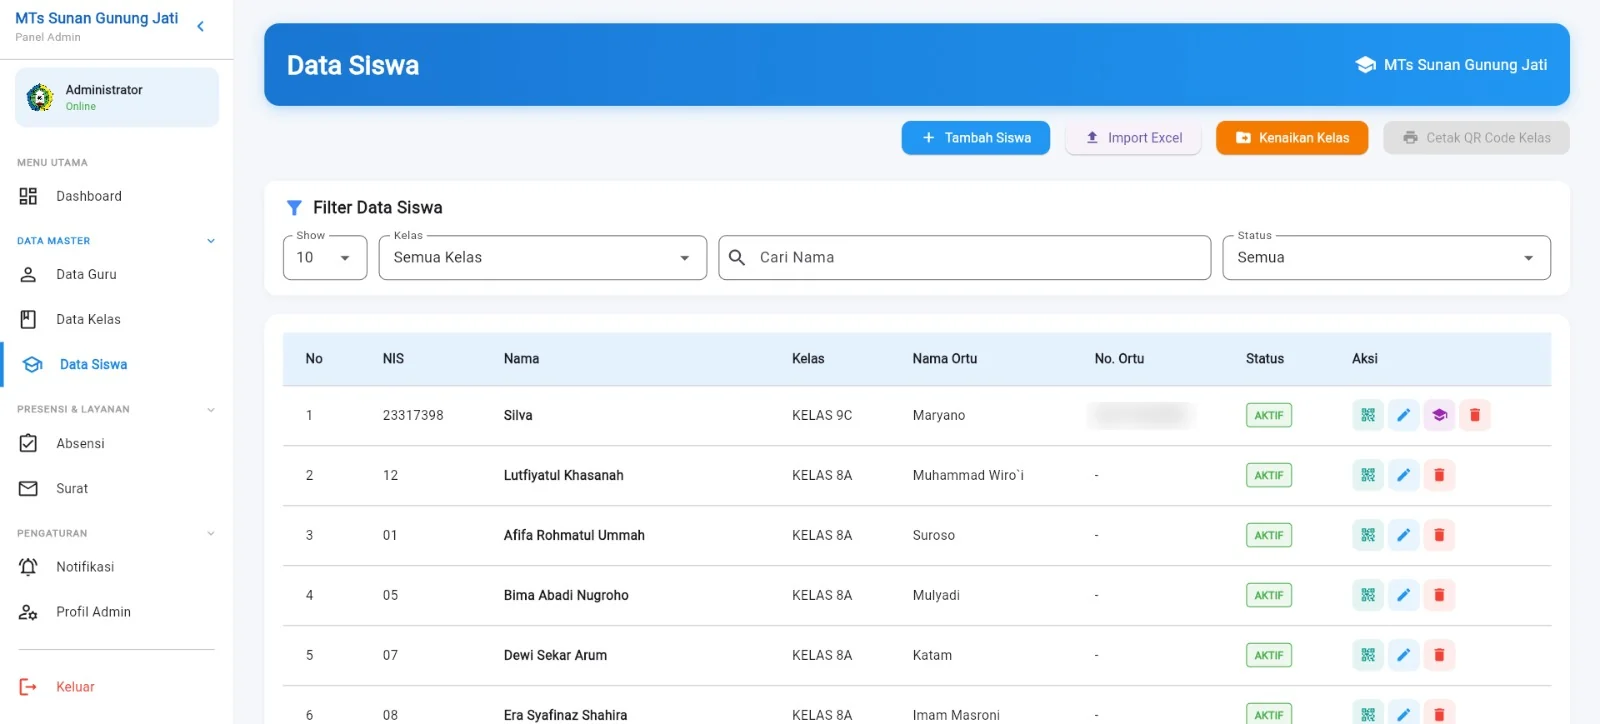 MTs Sunan Gunung Jati
Panel Admin
Administrator
Online
MENU UTAMA
Dashboard
DATA MASTER
Data Guru
Data Kelas
Data Siswa
PRESENSI & LAYANAN
Absensi
Surat
PENGATURAN
Notifikasi
Profil Admin
Keluar
Data Siswa
MTs Sunan Gunung Jati
+ Tambah Siswa Import Excel Kenaikan Kelas Cetak QR Code Kelas
Filter Data Siswa
Show Kelas Status
10 Semua Kelas Cari Nama Semua
No NIS Nama Kelas Nama Ortu No. Ortu Status Aksi
1 23317398 Silva KELAS 9C Maryano AKTIF
2 12 Lutfiyatul Khasanah KELAS 8A Muhammad Wiro`i - AKTIF
3 01 Afifa Rohmatul Ummah KELAS 8A Suroso - AKTIF
4 05 Bima Abadi Nugroho KELAS 8A Mulyadi - AKTIF
5 07 Dewi Sekar Arum KELAS 8A Katam - AKTIF
6 08 Era Syafinaz Shahira KELAS 8A Imam Masroni - AKTIF